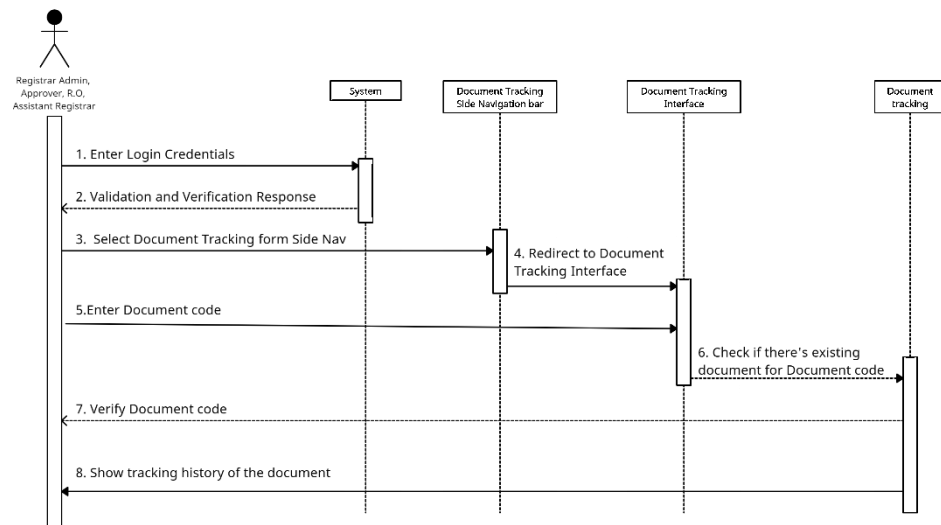 Registrar Admin,
Approver, R.O,
Assistant Registrar
System
Document Tracking
Side Navigation bar
Document Tracking
Interface
Document
tracking
1. Enter Login Credentials
2. Validation and Verification Response
3. Select Document Tracking form Side Nav
4. Redirect to Document
Tracking Interface
5.Enter Document code
6. Check if there's existing
document for Document code
7. Verify Document code
8. Show tracking history of the document